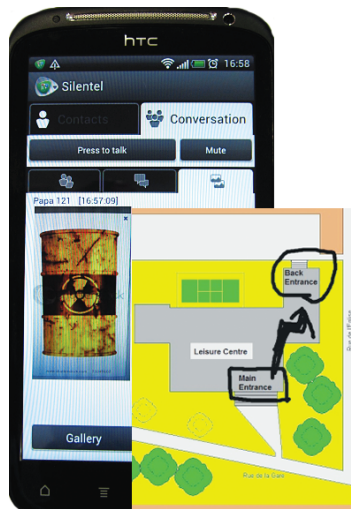 hTC
16:58
Silentel
Contacts
Conversation
Press to talk
Mute
Papa 121 [16:57:09]
Gallery
Back
Entrance
Leisure Centre
Main
Entrance
Rue de la Gare